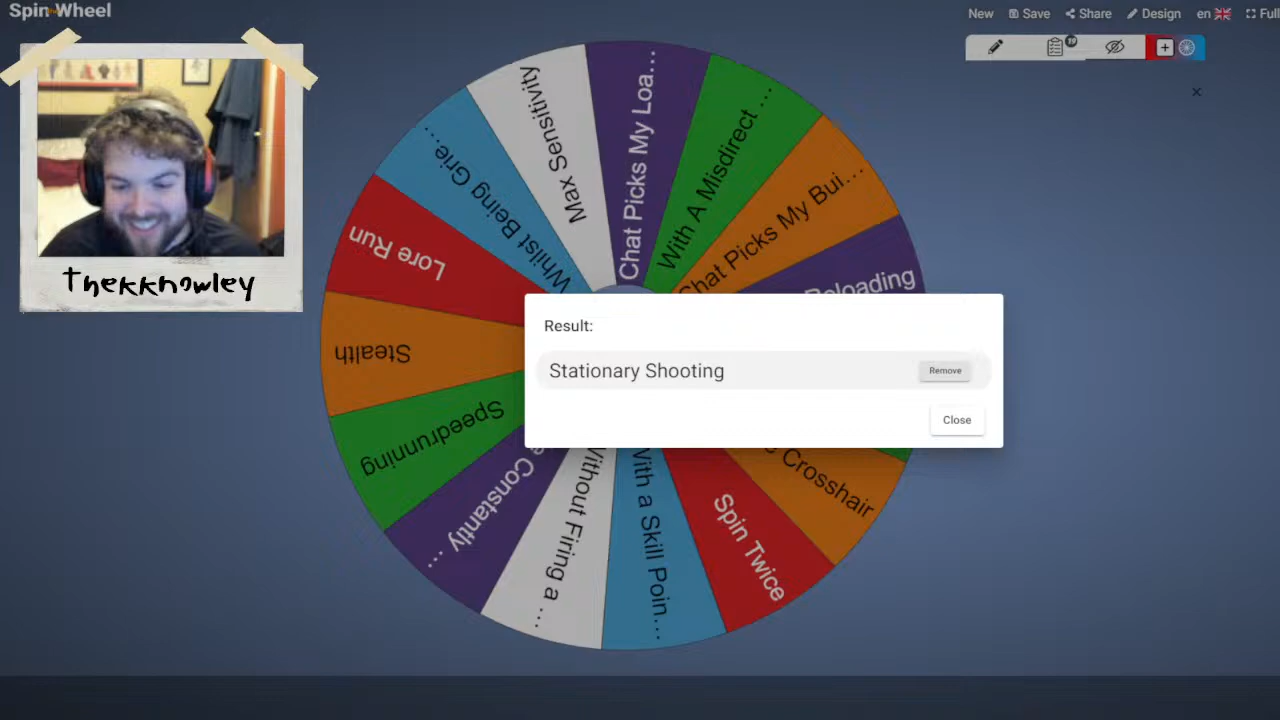 Spin the Wheel
New
Save
Share
Design
en
Full
Thekknowley
Max Sensitivity
Chat Picks My Loa...
With A Misdirect ...
Chat Picks My Bui...
Reloading
Whilst Being Grie...
Lore Run
Stealth
Speedrunning
Constantly ...
Without Firing a ...
With a Skill Poin...
Spin Twice
Crosshair
Result:
Stationary Shooting
Remove
Close